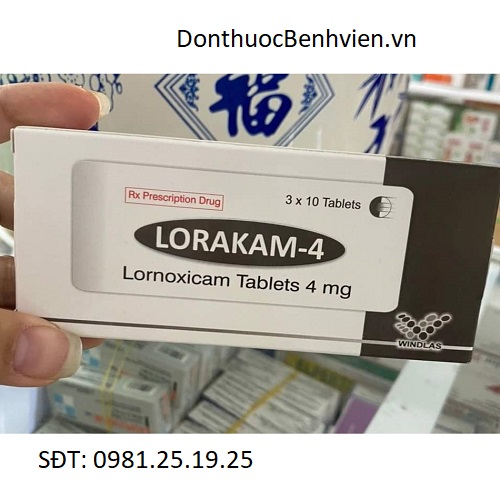 DonthuocBenhvien.vn
福
Rx Prescription Drug
3 x 10 Tablets
LORAKAM-4
Lornoxicam Tablets 4 mg
WINDLAS
SĐT: 0981.25.19.25